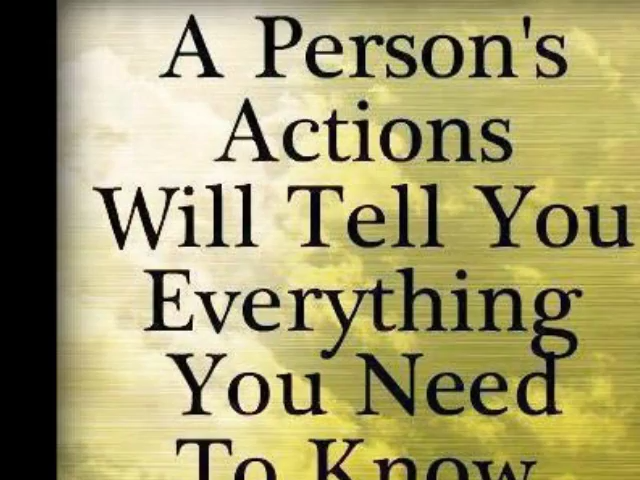 A Person's
Actions
Will Tell You
Everything
You Need
To Know